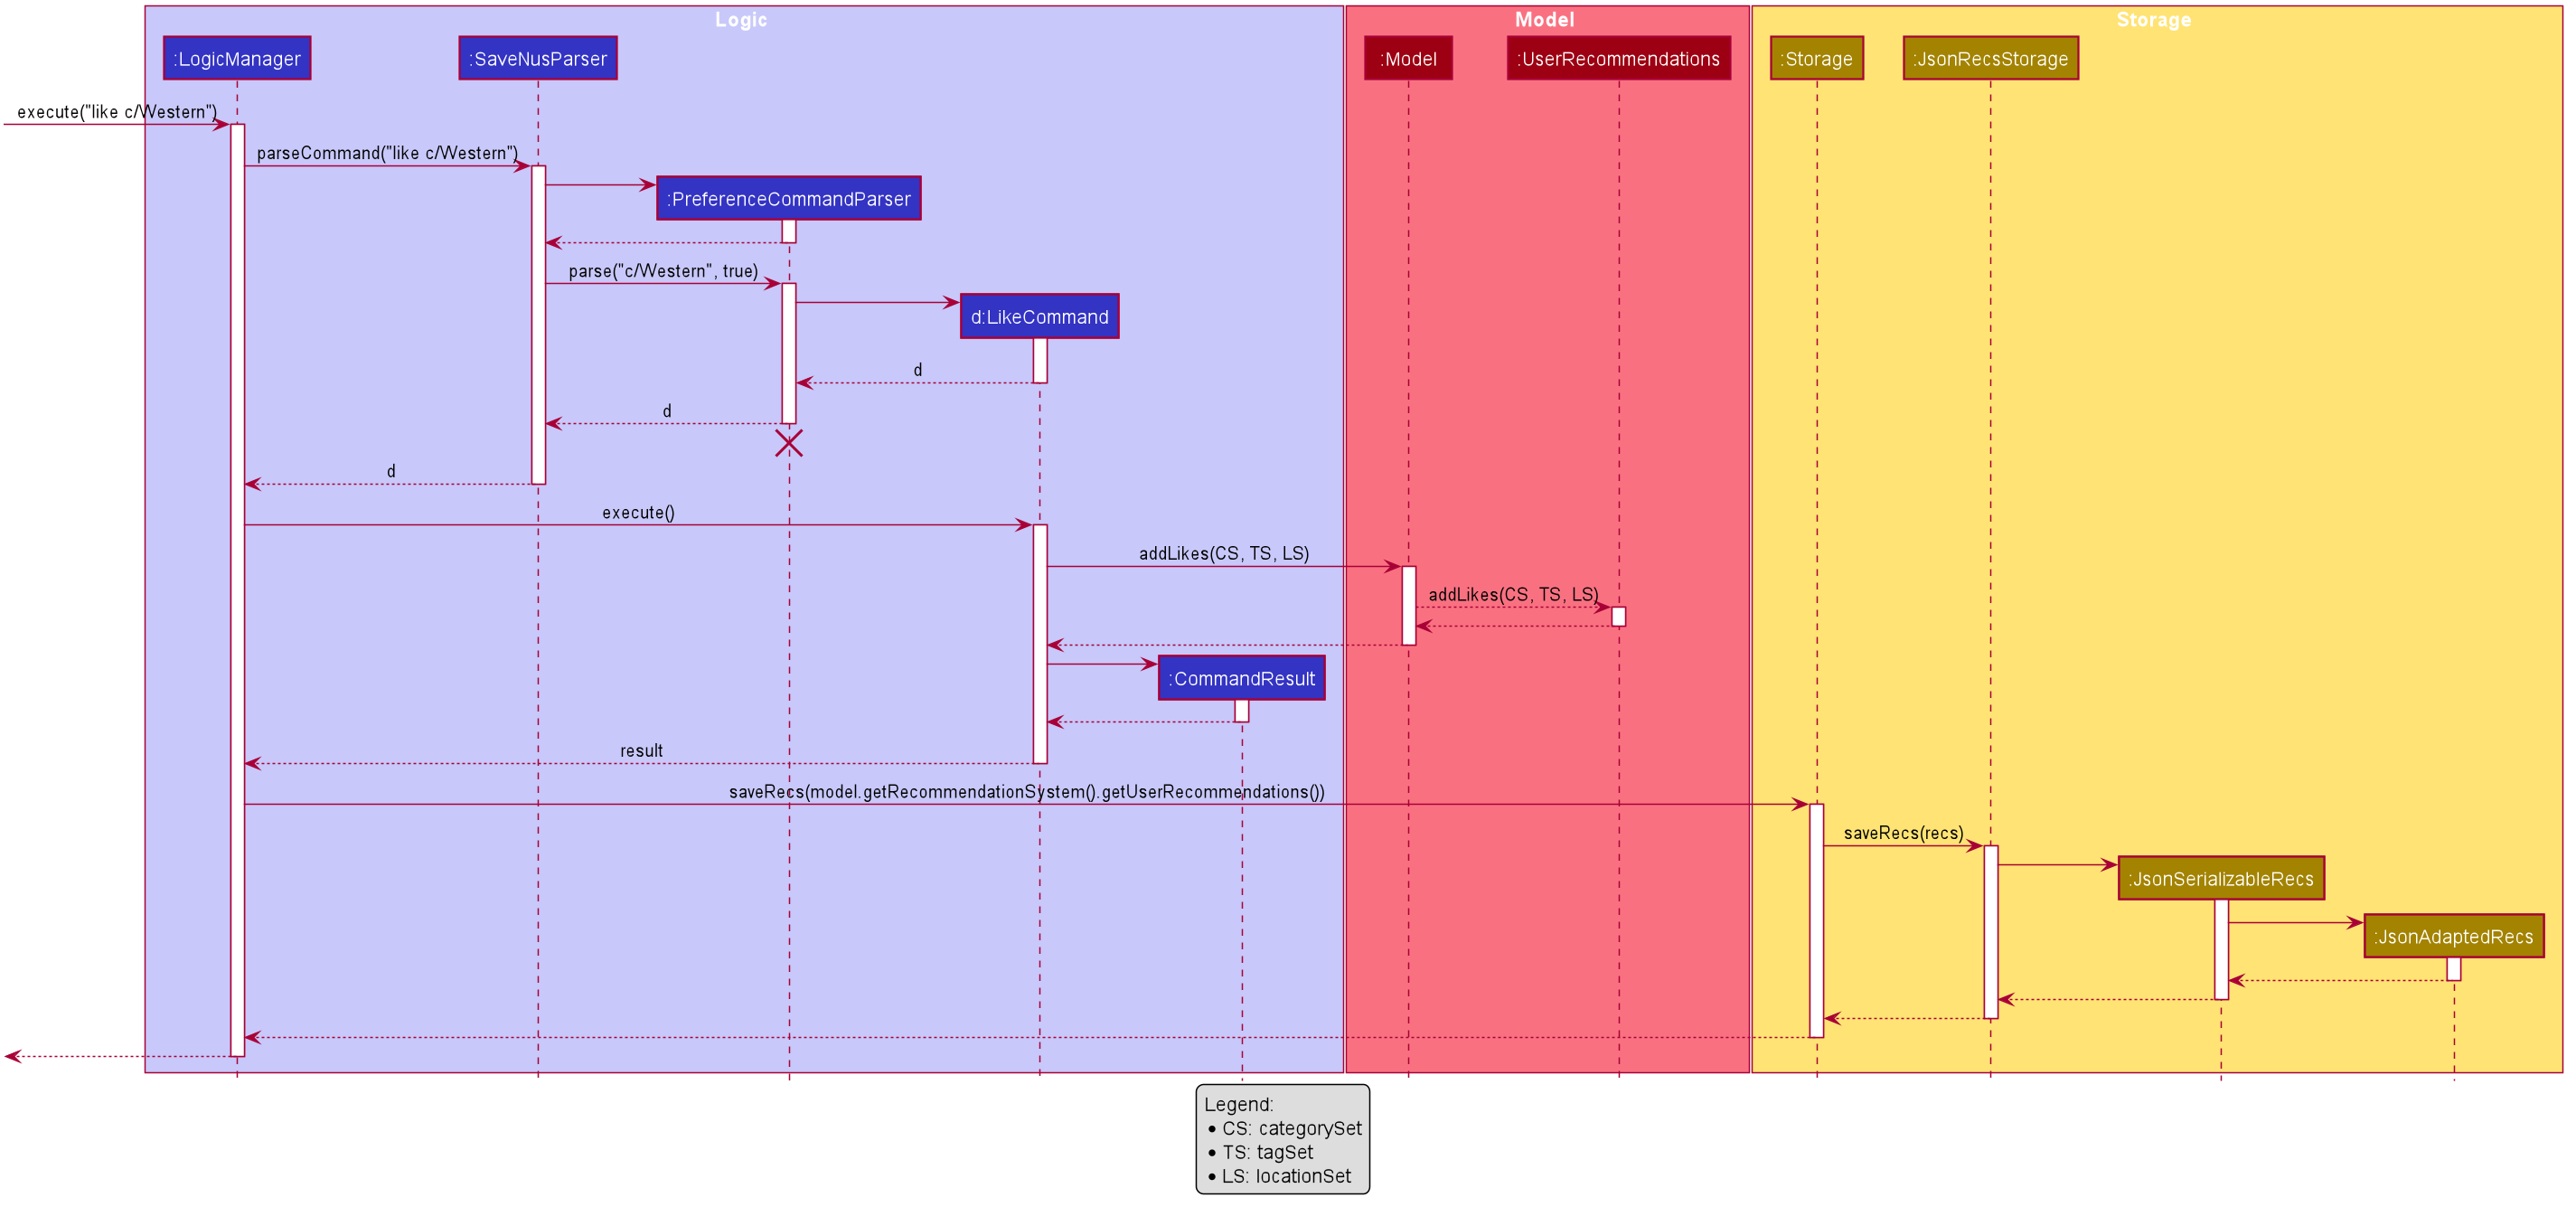 Logic
Model
Storage
:LogicManager
:SaveNusParser
:Model
:UserRecommendations
:Storage
:JsonRecsStorage
execute("like c/Western")
parseCommand("like c/Western")
:PreferenceCommandParser
parse("c/Western", true)
d:LikeCommand
d
d
d
execute()
addLikes(CS, TS, LS)
addLikes(CS, TS, LS)
:CommandResult
result
saveRecs(model.getRecommendationSystem().getUserRecommendations())
saveRecs(recs)
:JsonSerializableRecs
:JsonAdaptedRecs
Legend:
• CS: categorySet
• TS: tagSet
• LS: locationSet